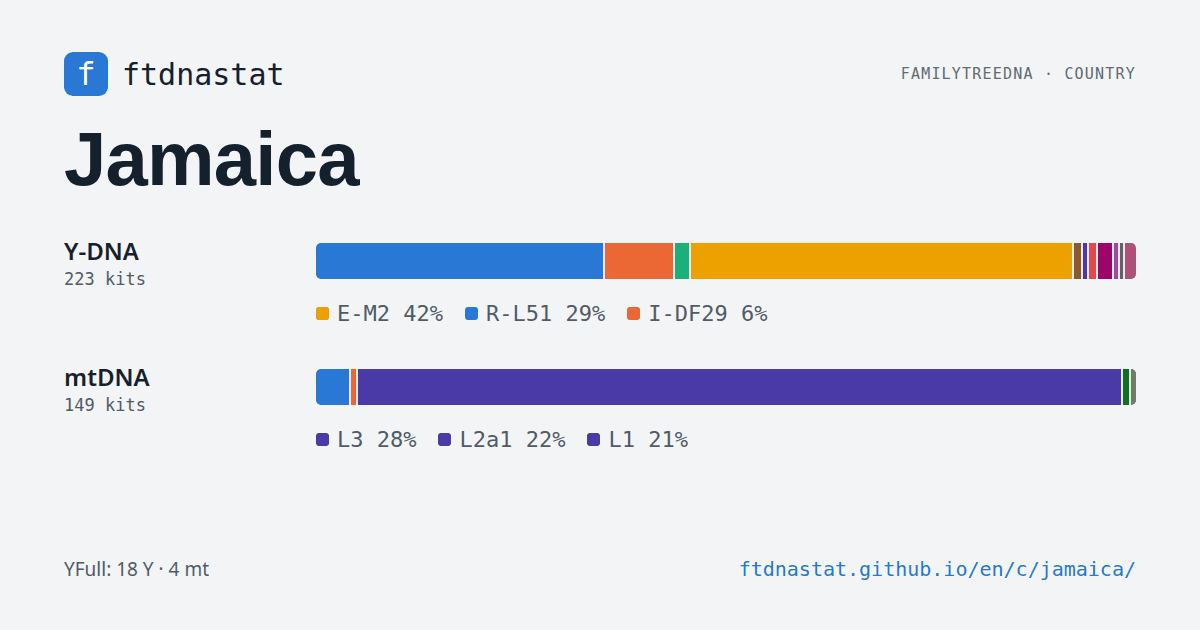 f ftdnastat
FAMILYTREEDNA · COUNTRY
Jamaica
Y-DNA
223 kits
E-M2 42% R-L51 29% I-DF29 6%
mtDNA
149 kits
L3 28% L2a1 22% L1 21%
YFull: 18 Y · 4 mt
ftdnastat.github.io/en/c/jamaica/